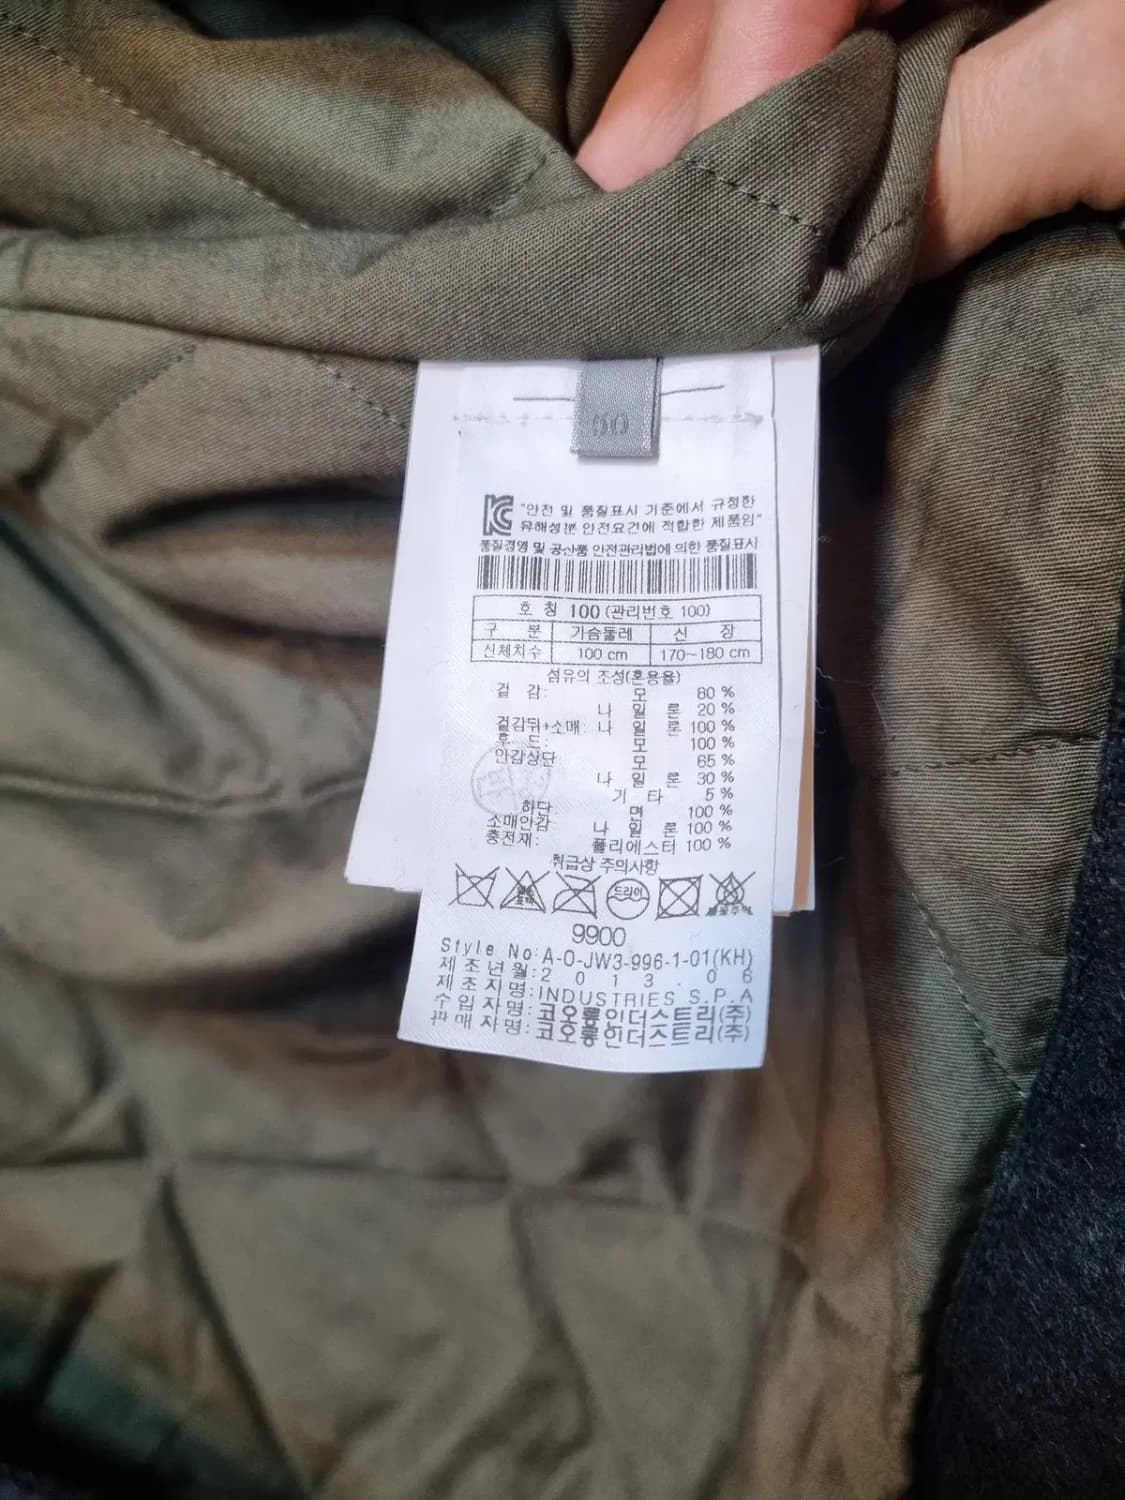 50
KC "안전 및 품질표시 기준에서 규정한
유해성분 안전요건에 적합한 제품임"
품질경영 및 공산품 안전관리법에 의한 품질표시
호 칭 100 (관리번호 100)
구 분 가슴둘레 신 장
신체치수 100 cm 170~180 cm
섬유의 조성(혼용율)
겉 감: 모 80 %
나 일 론 20 %
겉감뒤+소매: 나 일 론 100 %
후 드: 모 100 %
안감상단: 모 65 %
나 일 론 30 %
기 타 5 %
하단: 면 100 %
소매안감: 나 일 론 100 %
충전재: 폴리에스터 100 %
취급상 주의사항
드라이
9900
Style No: A-O-JW3-996-1-01(KH)
제조년월: 2013.06
제조자명: INDUSTRIES S.P.A
수입자명: 코오롱인더스트리(주)
판매자명: 코오롱인더스트리(주)